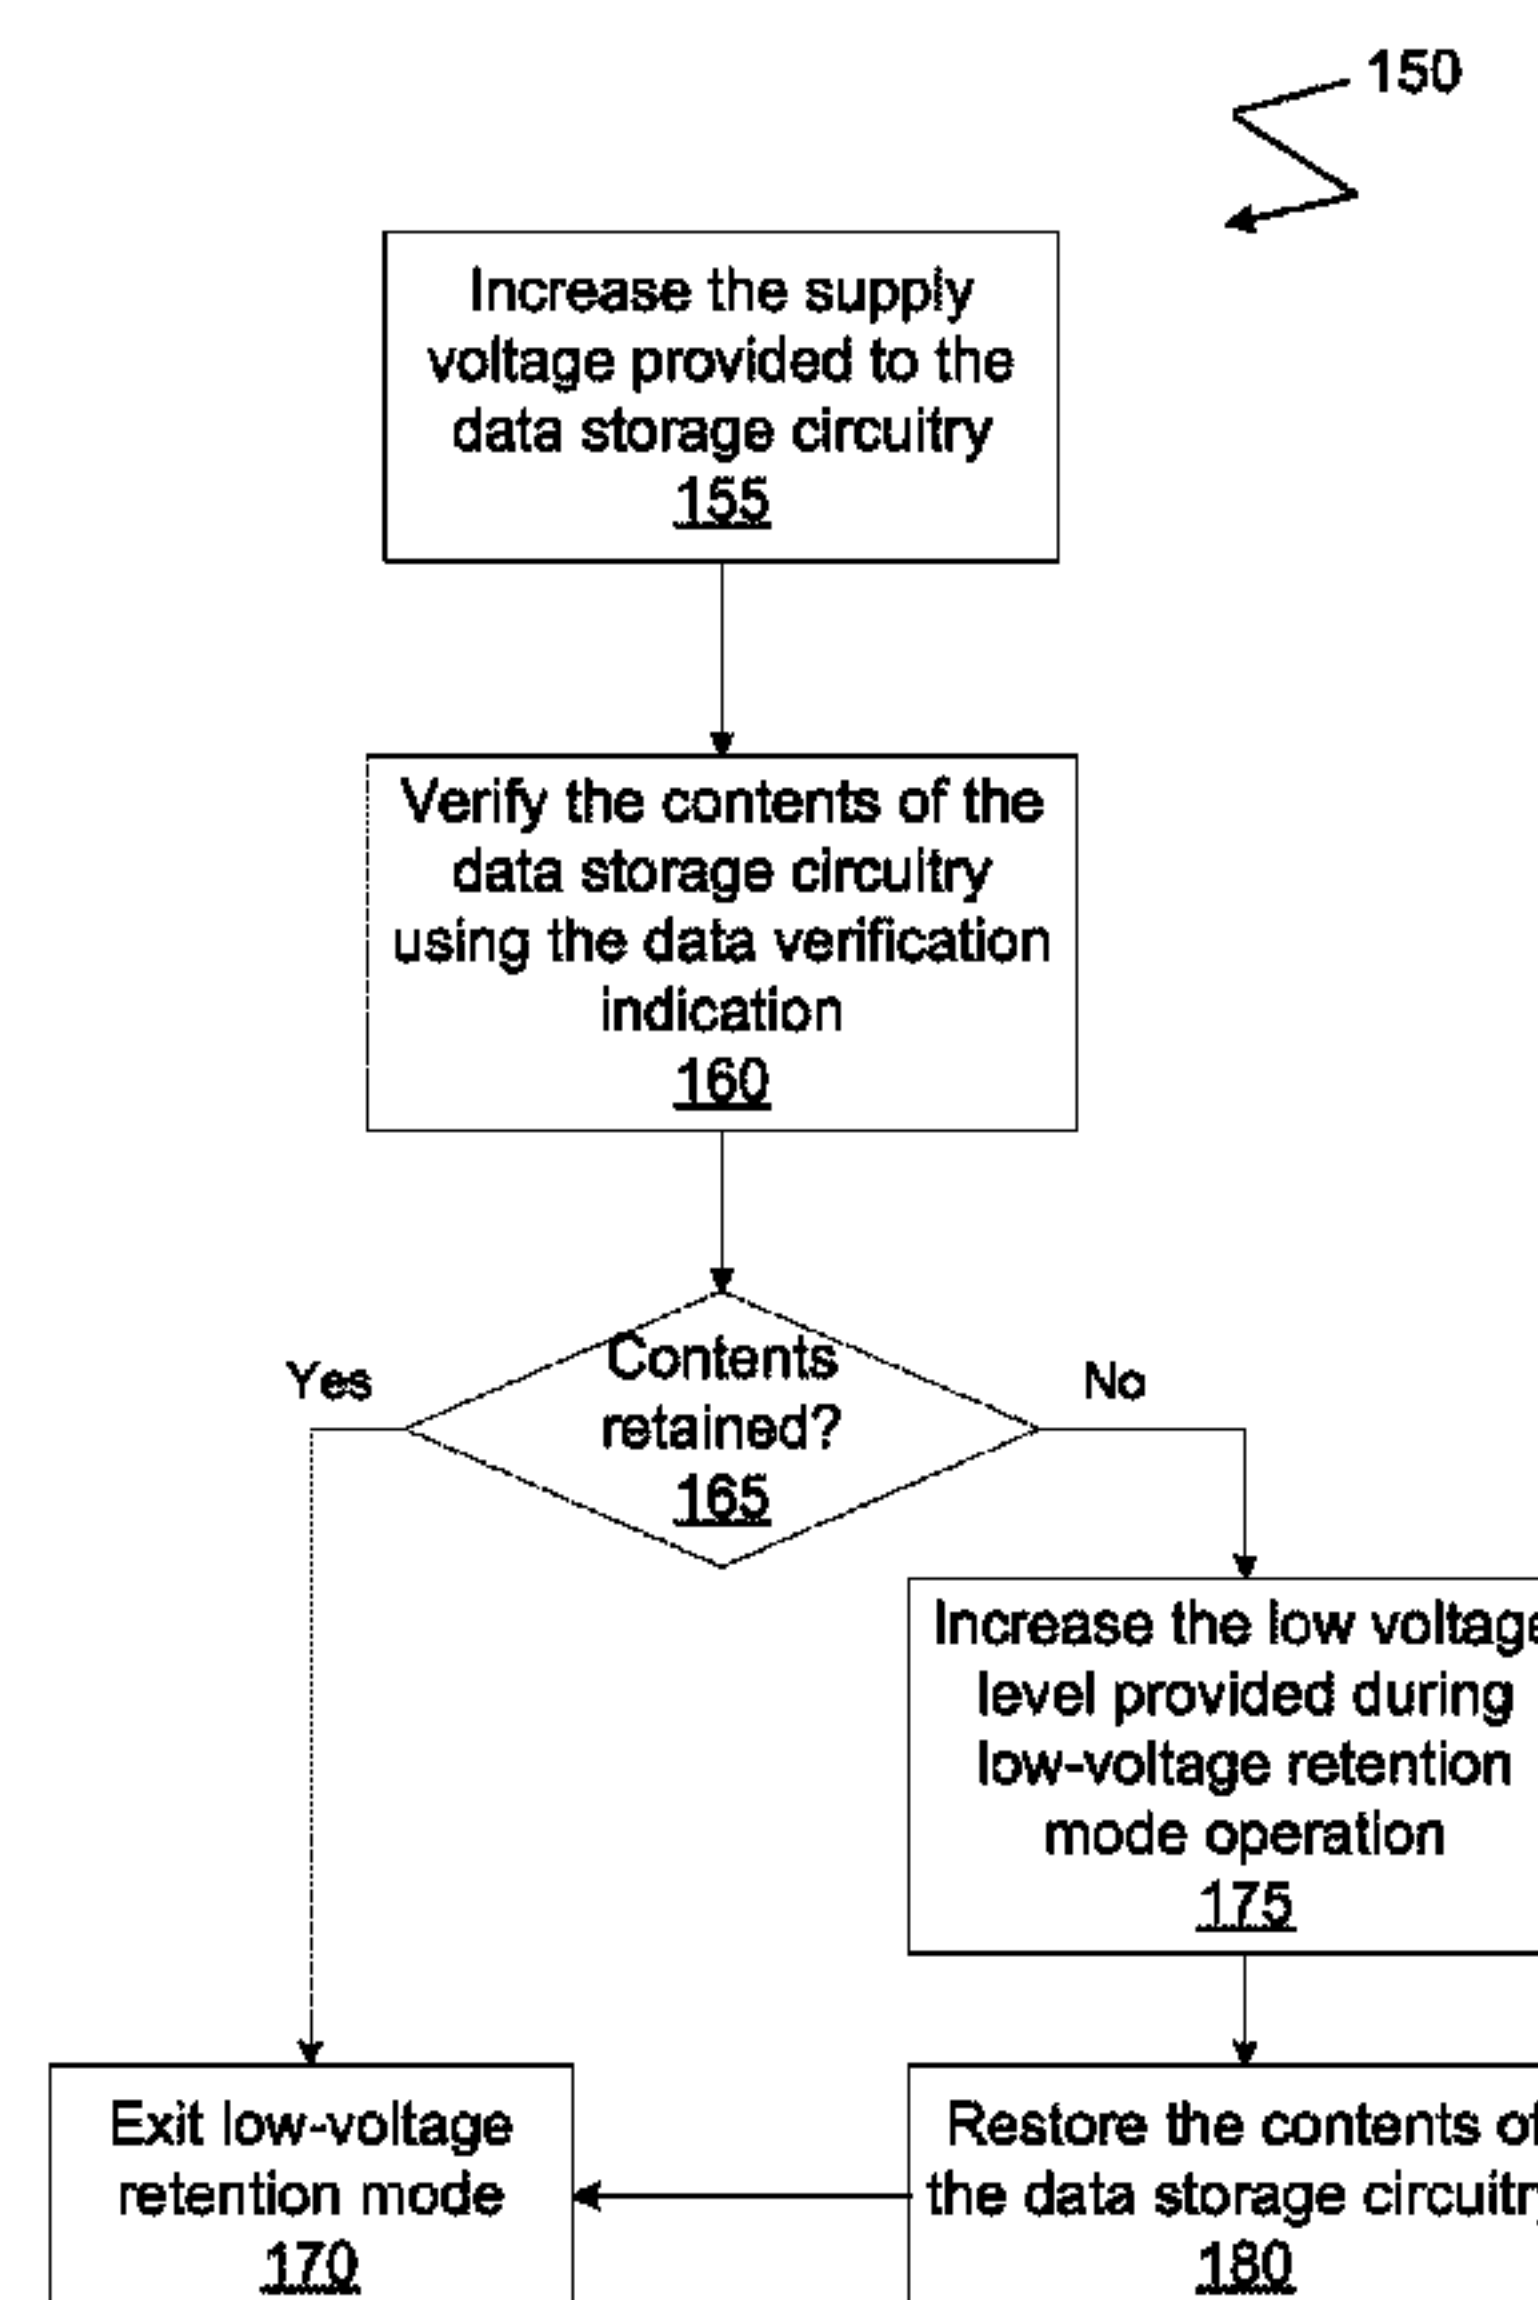 150
Increase the supply
voltage provided to the
data storage circuitry
155
Verify the contents of the
data storage circuitry
using the data verification
indication
160
Contents
retained?
165
Yes
No
Increase the low voltage
level provided during
low-voltage retention
mode operation
175
Exit low-voltage
retention mode
170
Restore the contents of
the data storage circuitry
180